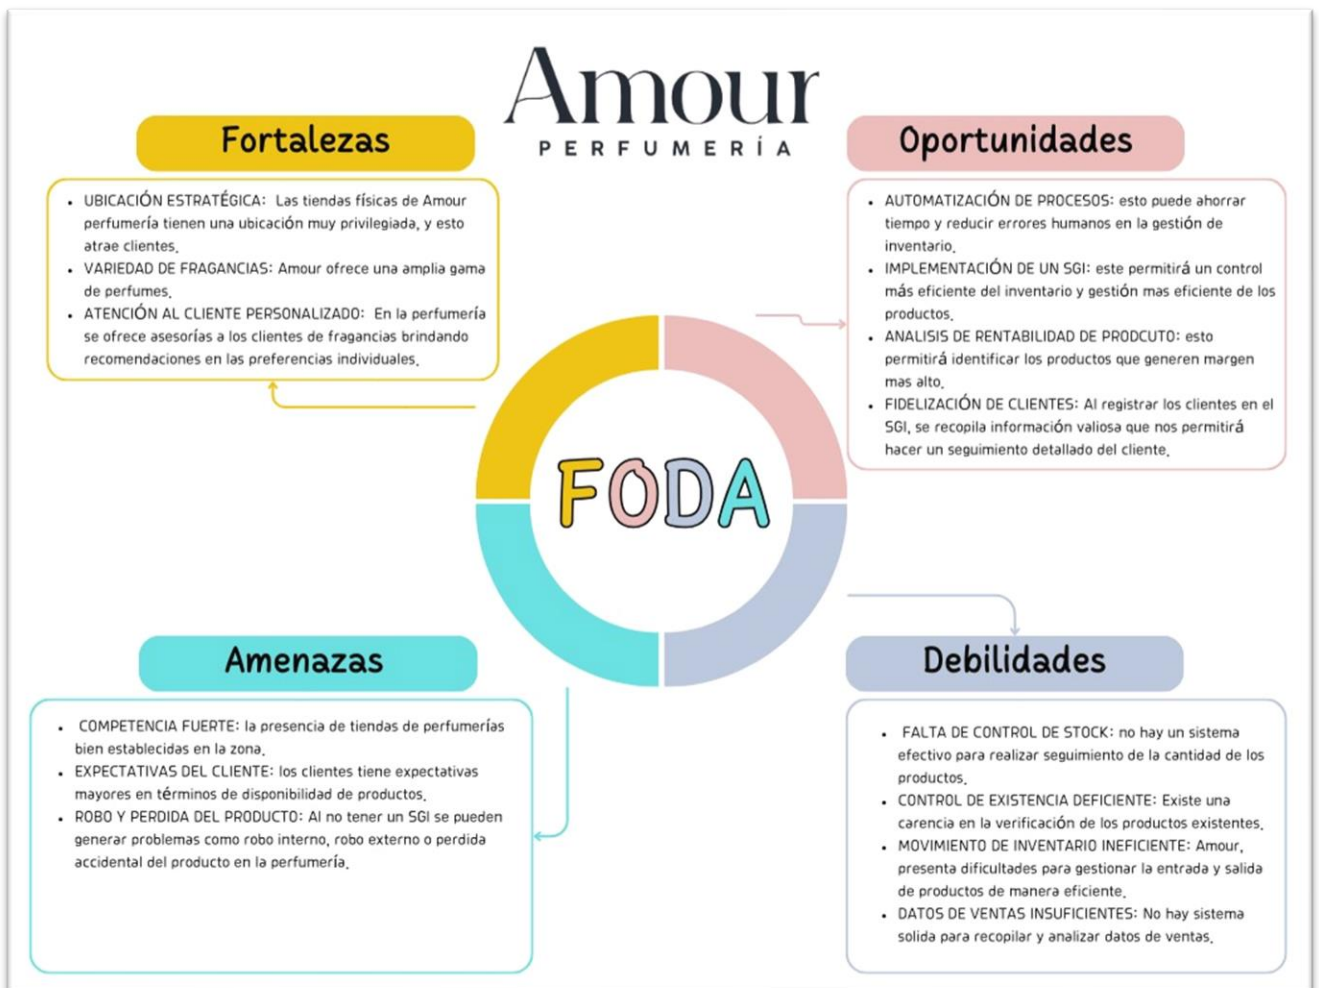 Amour
PERFUMERÍA
Fortalezas
• UBICACIÓN ESTRATÉGICA: Las tiendas físicas de Amour
perfumería tienen una ubicación muy privilegiada, y esto
atrae clientes.
• VARIEDAD DE FRAGANCIAS: Amour ofrece una amplia gama
de perfumes.
• ATENCIÓN AL CLIENTE PERSONALIZADO: En la perfumería
se ofrece asesorías a los clientes de fragancias brindando
recomendaciones en las preferencias individuales.
Oportunidades
• AUTOMATIZACIÓN DE PROCESOS: esto puede ahorrar
tiempo y reducir errores humanos en la gestión de
inventario.
• IMPLEMENTACIÓN DE UN SGI: este permitirá un control
más eficiente del inventario y gestión mas eficiente de los
productos.
• ANALISIS DE RENTABILIDAD DE PRODCUTO: esto
permitirá identificar los productos que generen margen
mas alto.
• FIDELIZACIÓN DE CLIENTES: Al registrar los clientes en el
SGI, se recopila información valiosa que nos permitirá
hacer un seguimiento detallado del cliente.
FODA
Amenazas
• COMPETENCIA FUERTE: la presencia de tiendas de perfumerías
bien establecidas en la zona.
• EXPECTATIVAS DEL CLIENTE: los clientes tiene expectativas
mayores en términos de disponibilidad de productos.
• ROBO Y PERDIDA DEL PRODUCTO: Al no tener un SGI se pueden
generar problemas como robo interno, robo externo o perdida
accidental del producto en la perfumería.
Debilidades
• FALTA DE CONTROL DE STOCK: no hay un sistema
efectivo para realizar seguimiento de la cantidad de los
productos.
• CONTROL DE EXISTENCIA DEFICIENTE: Existe una
carencia en la verificación de los productos existentes.
• MOVIMIENTO DE INVENTARIO INEFICIENTE: Amour,
presenta dificultades para gestionar la entrada y salida
de productos de manera eficiente.
• DATOS DE VENTAS INSUFICIENTES: No hay sistema
solida para recopilar y analizar datos de ventas.